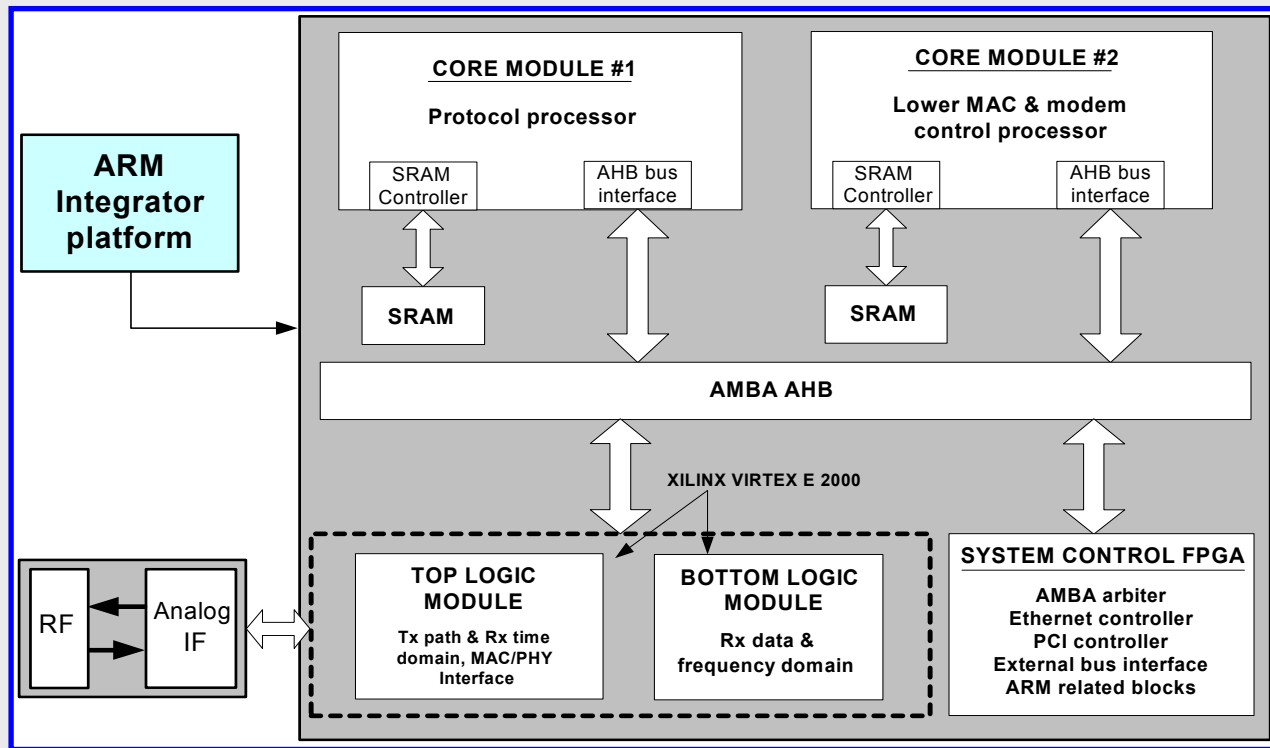 CORE MODULE #1
Protocol processor
SRAM
Controller
AHB bus
interface
CORE MODULE #2
Lower MAC & modem
control processor
SRAM
Controller
AHB bus
interface
ARM
Integrator
platform
SRAM
SRAM
AMBA AHB
XILINX VIRTEX E 2000
RF
Analog
IF
TOP LOGIC
MODULE
Tx path & Rx time
domain, MAC/PHY
Interface
BOTTOM LOGIC
MODULE
Rx data &
frequency domain
SYSTEM CONTROL FPGA
AMBA arbiter
Ethernet controller
PCI controller
External bus interface
ARM related blocks